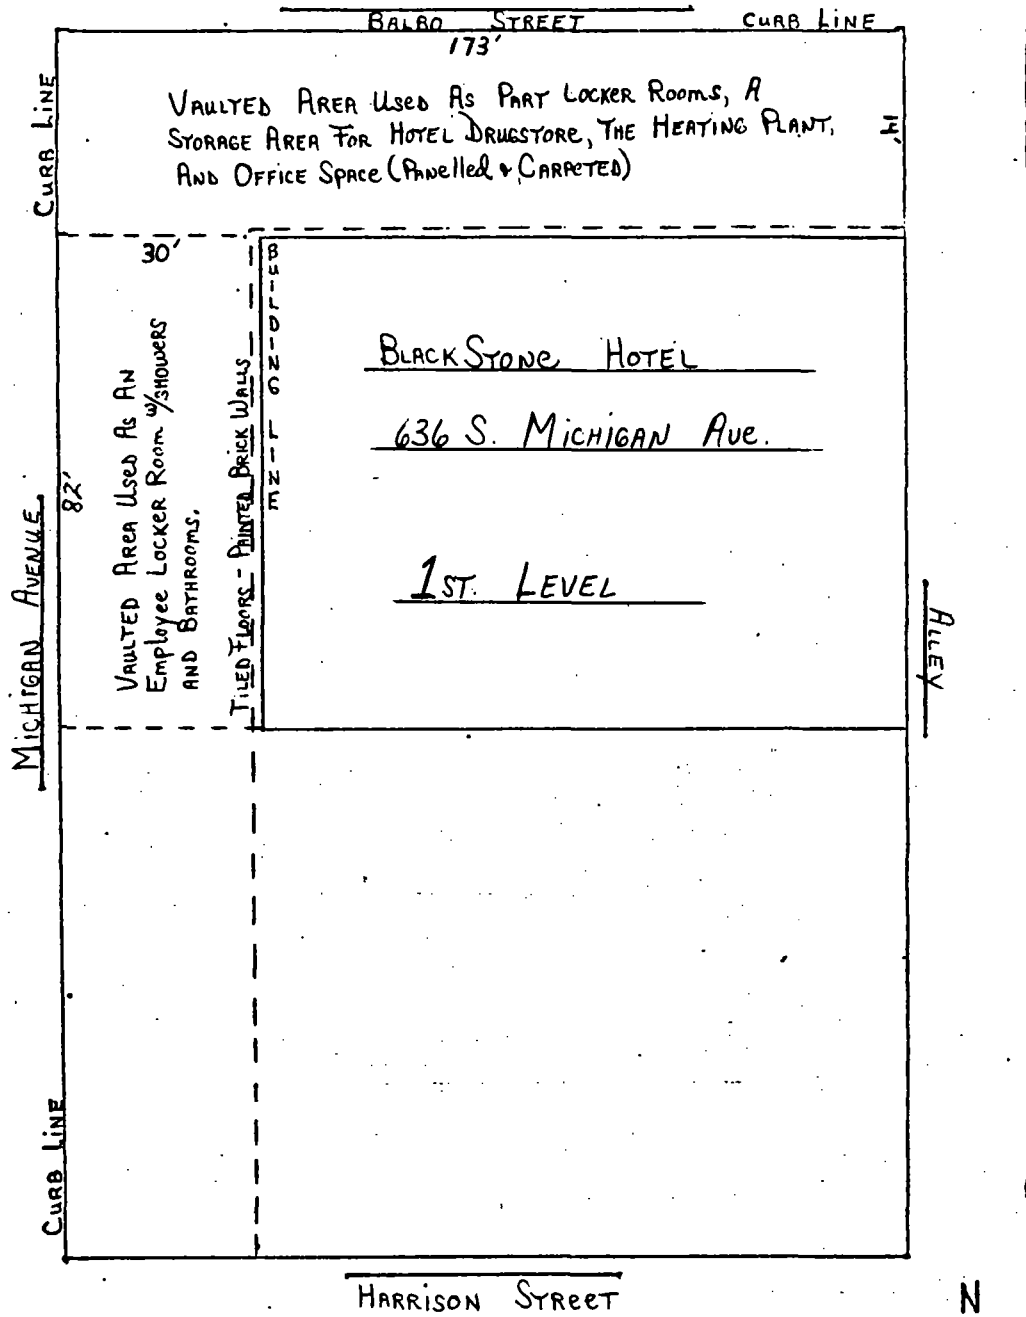 BALBO STREET CURB LINE
173'
CURB LINE
VAULTED AREA USED AS PART LOCKER ROOMS, A
STORAGE AREA FOR HOTEL DRUGSTORE, THE HEATING PLANT,
AND OFFICE SPACE (PANELLED & CARPETED)
14'
30'
BUILDING LINE
BLACKSTONE HOTEL
636 S. MICHIGAN AVE.
1ST. LEVEL
VAULTED AREA USED AS AN
EMPLOYEE LOCKER ROOM W/SHOWERS
AND BATHROOMS.
TILED FLOORS - PAINTED BRICK WALLS
82'
MICHIGAN AVENUE
ALLEY
CURB LINE
HARRISON STREET
N